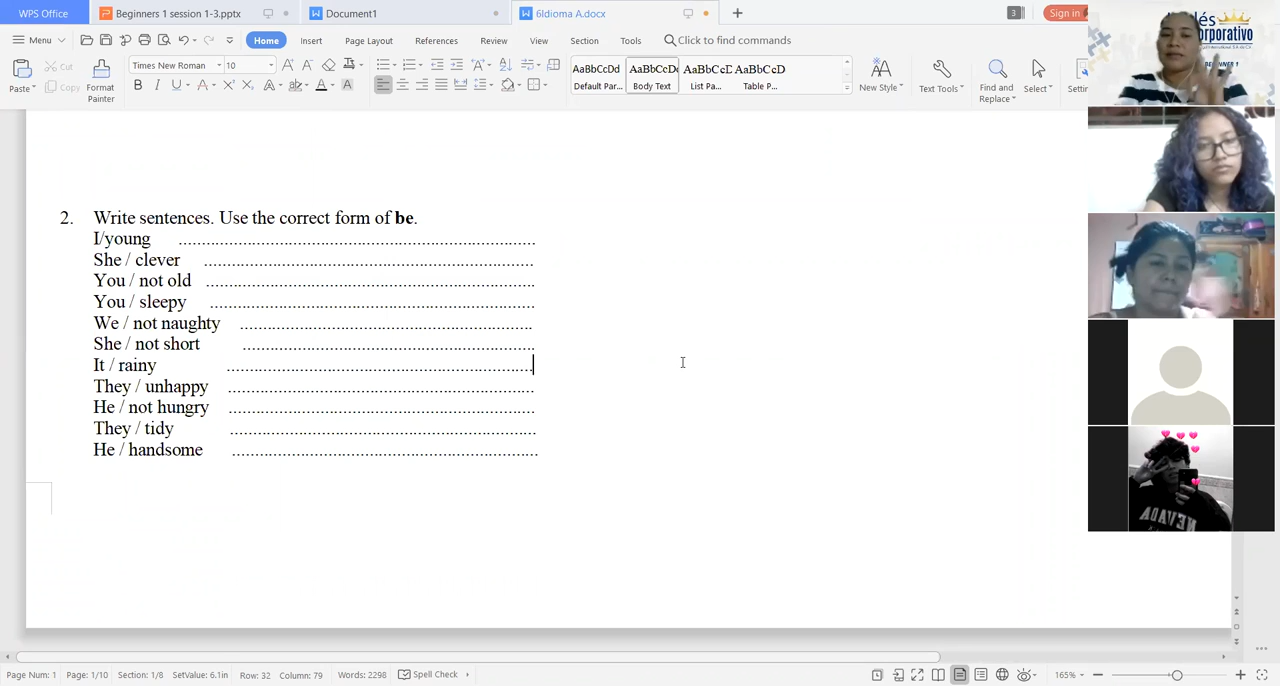 WPS Office
Beginners 1 session 1-3.pptx
Document1
6Idioma A.docx
3
Sign in
Menu
Home
Insert
Page Layout
References
Review
View
Section
Tools
Click to find commands
Paste
Cut
Copy
Format Painter
Times New Roman
10
AaBbCcDd
Default Par...
AaBbCcDd
Body Text
AaBbCcD
List Pa...
AaBbCcD
Table P...
New Style
Text Tools
Find and Replace
Select
2. Write sentences. Use the correct form of be.
I/young ................................................................................
She / clever ................................................................................
You / not old ................................................................................
You / sleepy ................................................................................
We / not naughty ................................................................................
She / not short ................................................................................
It / rainy ................................................................................
They / unhappy ................................................................................
He / not hungry ................................................................................
They / tidy ................................................................................
He / handsome ................................................................................
BEGINNER 1
NEVADA
Page Num: 1
Page: 1/10
Section: 1/8
SetValue: 6.1in
Row: 32
Column: 79
Words: 2298
Spell Check
165%